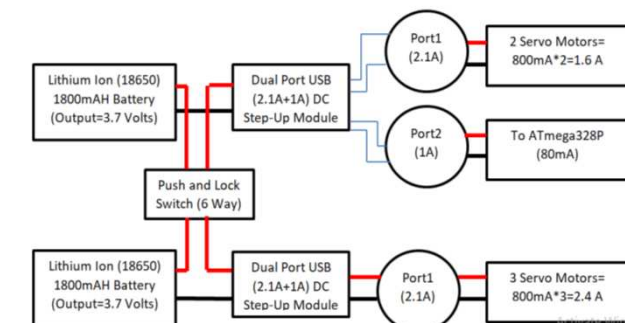 Port1
(2.1A)
2 Servo Motors=
800mA*2=1.6 A
Lithium Ion (18650)
1800mAH Battery
(Output=3.7 Volts)
Dual Port USB
(2.1A+1A) DC
Step-Up Module
Port2
(1A)
To ATmega328P
(80mA)
Push and Lock
Switch (6 Way)
Lithium Ion (18650)
1800mAH Battery
(Output=3.7 Volts)
Dual Port USB
(2.1A+1A) DC
Step-Up Module
Port1
(2.1A)
3 Servo Motors=
800mA*3=2.4 A